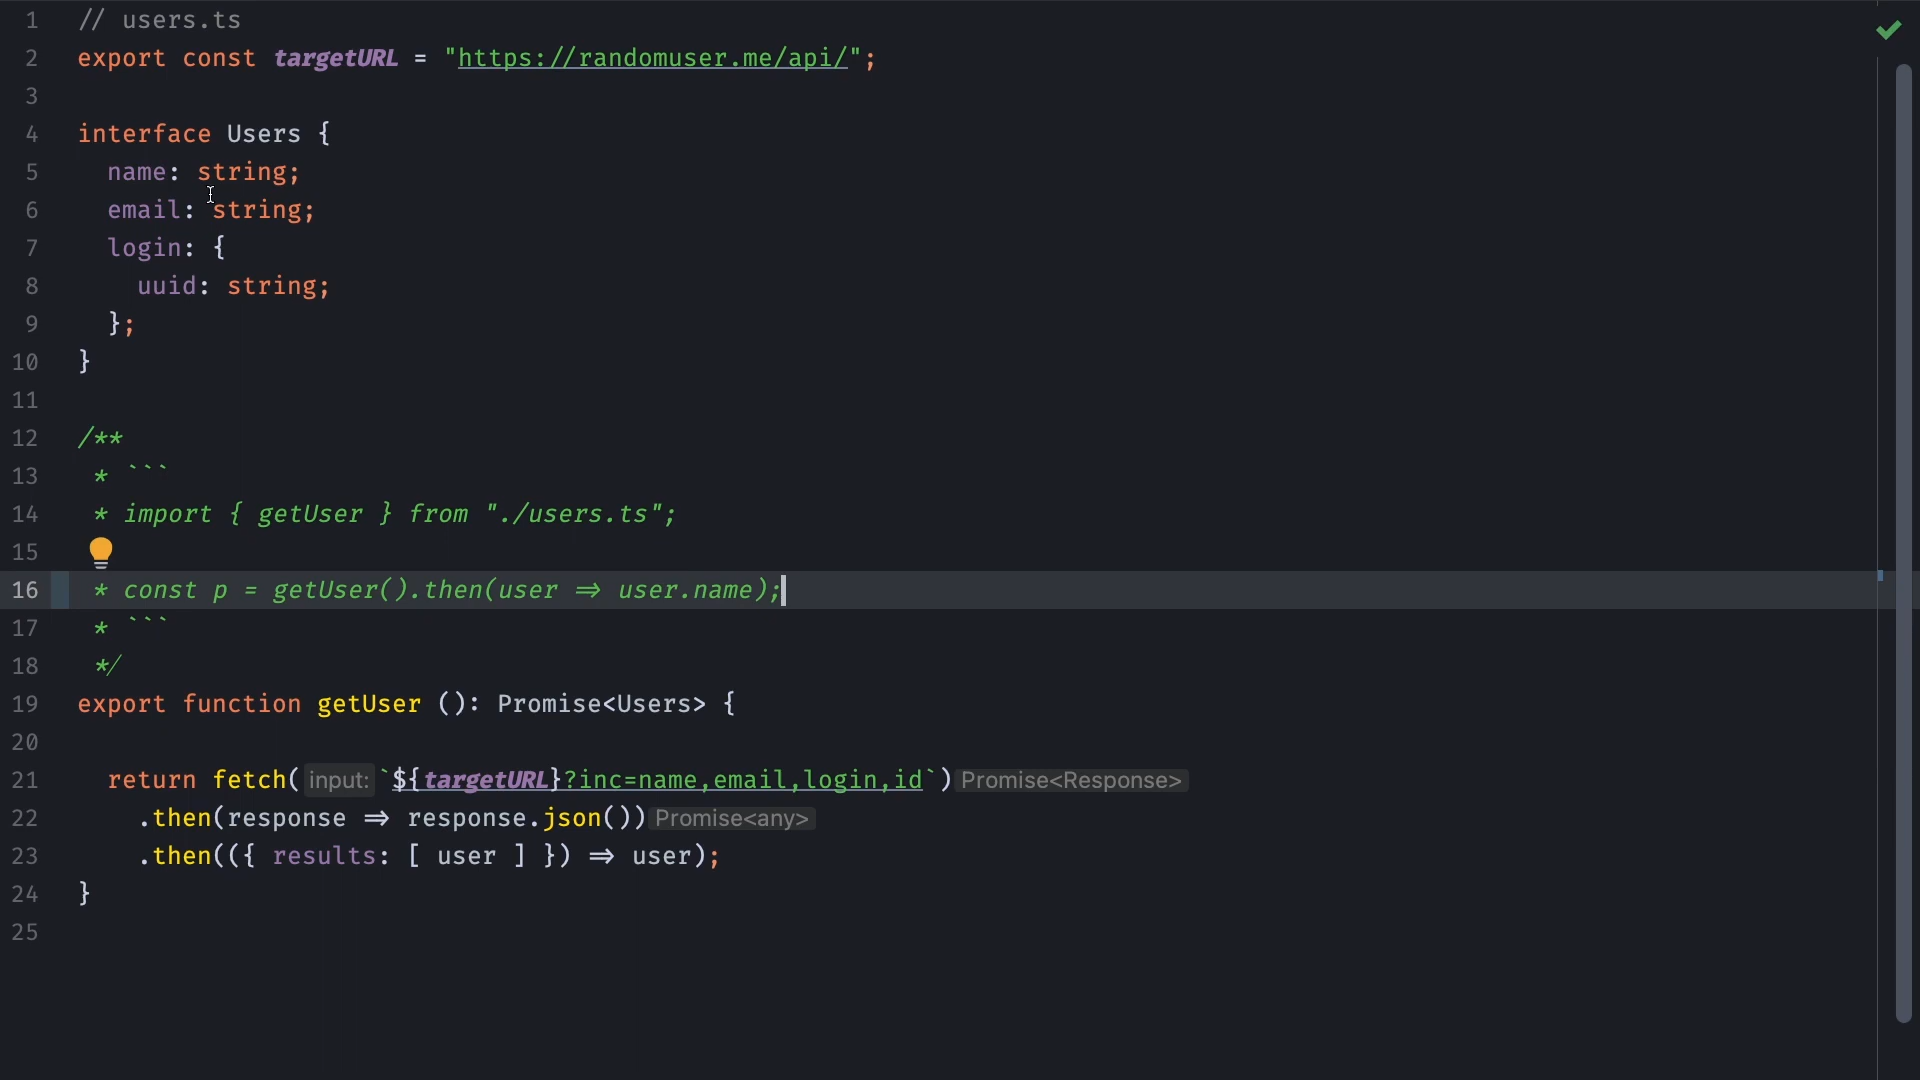 1 // users.ts
2 export const targetURL = "https://randomuser.me/api/";
3
4 interface Users {
5 name: string;
6 email: string;
7 login: {
8 uuid: string;
9 };
10 }
11
12 /**
13 * ```
14 * import { getUser } from "./users.ts";
15
16 * const p = getUser().then(user ⇒ user.name);
17 * ```
18 */
19 export function getUser (): Promise<Users> {
20
21 return fetch( input: `${targetURL}?inc=name,email,login,id`) Promise<Response>
22 .then(response ⇒ response.json()) Promise<any>
23 .then(({ results: [ user ] }) ⇒ user);
24 }
25